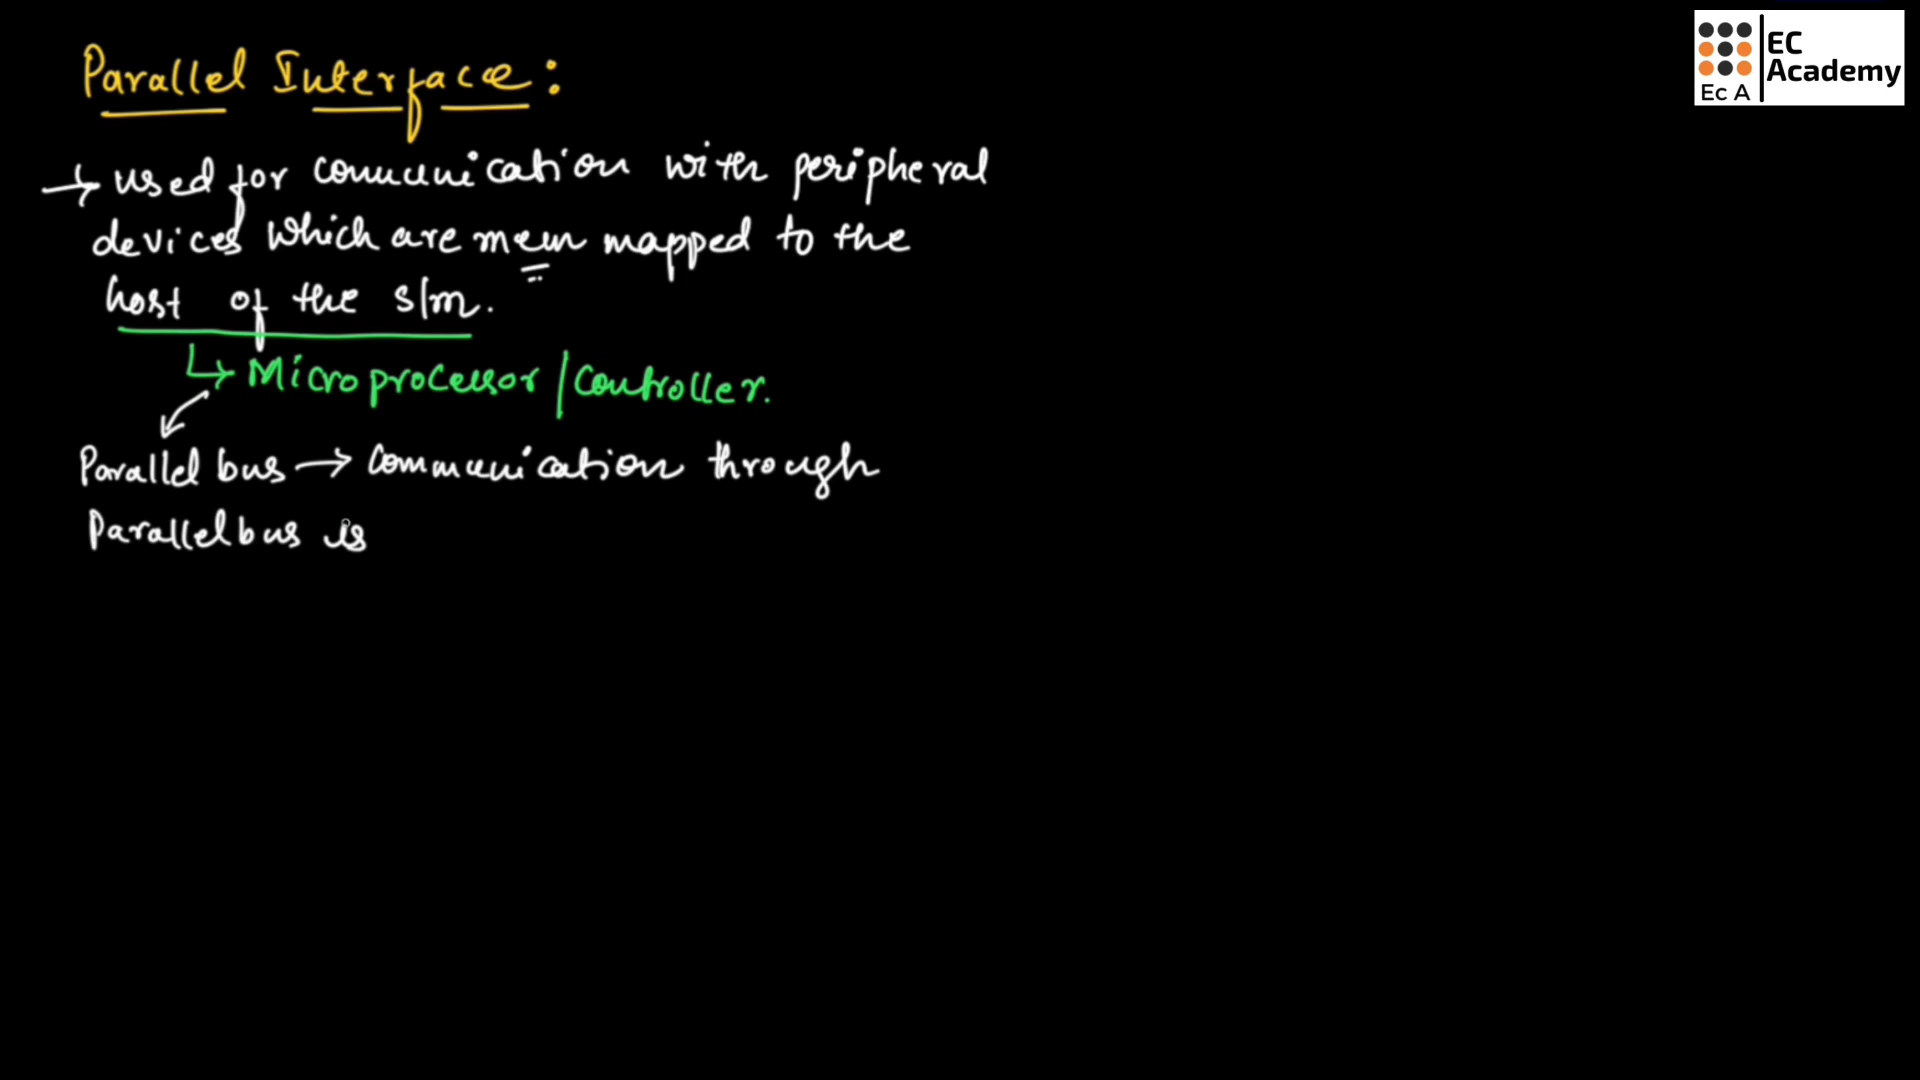 Parallel Interface:
EC
Academy
Ec A
→ used for communication with peripheral
devices which are mem mapped to the
host of the s/m.
↳ Microprocessor/Controller.
Parallel bus → Communication through
Parallel bus is